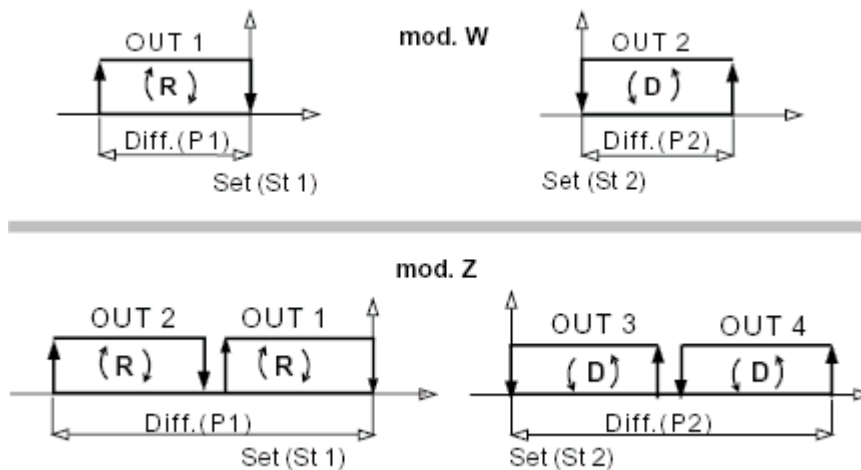 OUT 1
mod. W
OUT 2
R
D
Diff.(P1)
Diff.(P2)
Set (St 1)
Set (St 2)
mod. Z
OUT 2
OUT 1
OUT 3
OUT 4
R
R
D
D
Diff.(P1)
Diff.(P2)
Set (St 1)
Set (St 2)